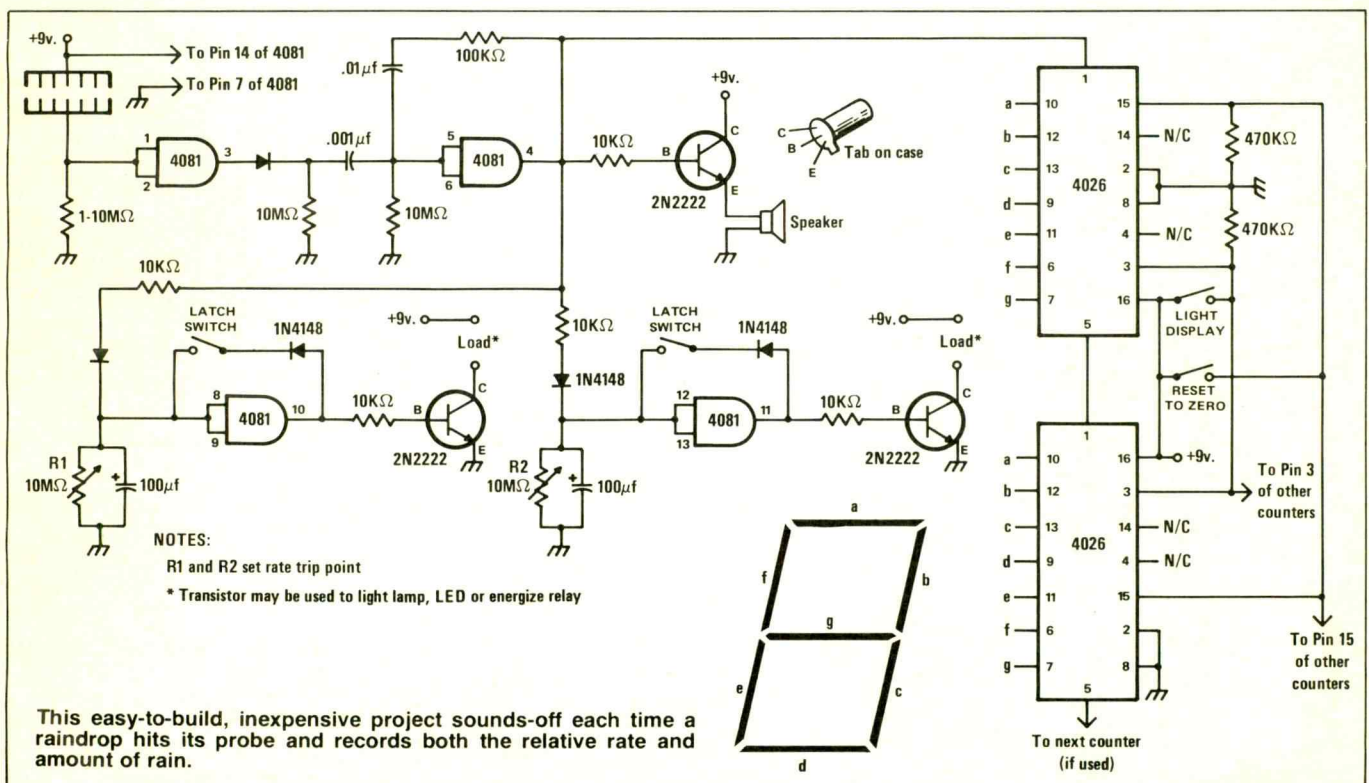 +9v.
To Pin 14 of 4081
To Pin 7 of 4081
1
2
4081
3
1-10MΩ
10MΩ
.001µf
.01µf
100KΩ
5
6
4081
4
10MΩ
10KΩ
+9v.
C
B
E
2N2222
Speaker
C
B
E
Tab on case
10KΩ
LATCH
SWITCH
1N4148
8
9
4081
10
10KΩ
+9v.
Load*
C
B
E
2N2222
R1
10MΩ
+
100µf
10KΩ
1N4148
LATCH
SWITCH
1N4148
12
13
4081
11
10KΩ
+9v.
Load*
C
B
E
2N2222
R2
10MΩ
+
100µf
NOTES:
R1 and R2 set rate trip point
* Transistor may be used to light lamp, LED or energize relay
a
f
b
g
e
c
d
1
a 10
b 12
c 13
d 9
e 11
f 6
g 7
4026
15
14 N/C
2
8
4 N/C
3
16
5
470KΩ
470KΩ
LIGHT
DISPLAY
RESET
TO ZERO
1
a 10
b 12
c 13
d 9
e 11
f 6
g 7
4026
16 +9v.
3
14 N/C
4 N/C
15
2
8
5
To Pin 3
of other
counters
To Pin 15
of other
counters
To next counter
(if used)
This easy-to-build, inexpensive project sounds-off each time a
raindrop hits its probe and records both the relative rate and
amount of rain.